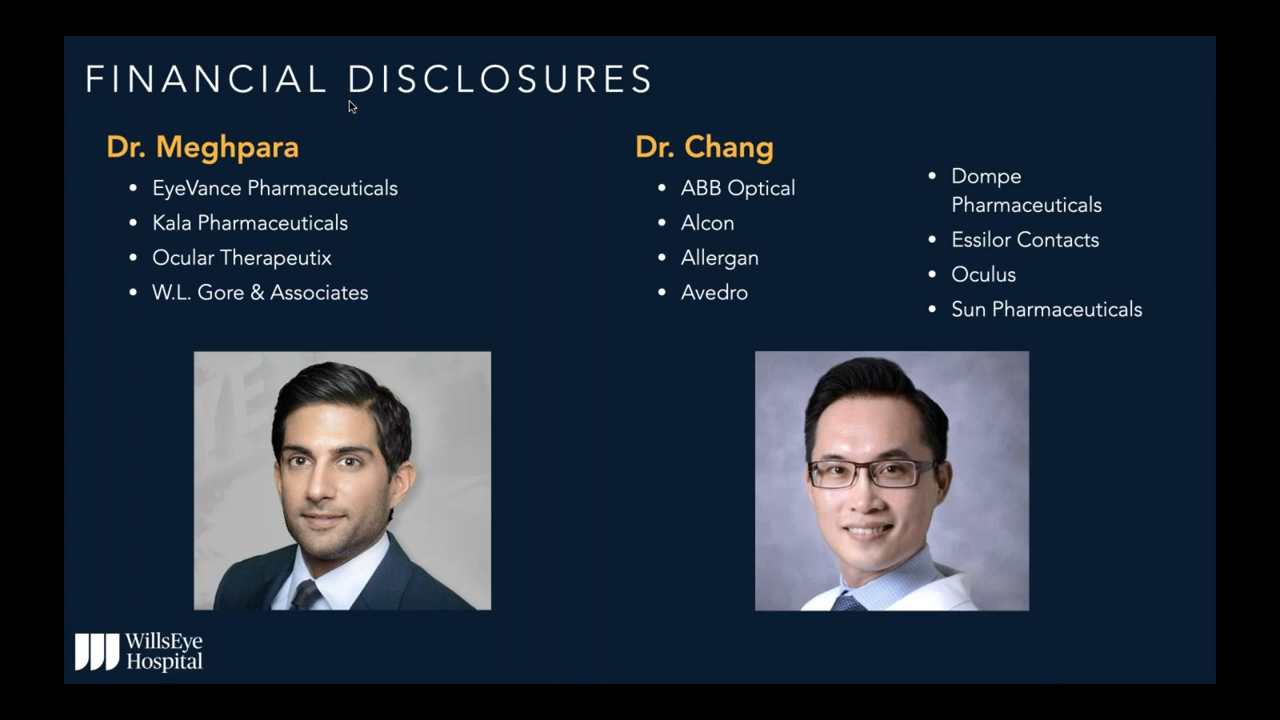 FINANCIAL DISCLOSURES
Dr. Meghpara
• EyeVance Pharmaceuticals
• Kala Pharmaceuticals
• Ocular Therapeutix
• W.L. Gore & Associates
Dr. Chang
• ABB Optical
• Alcon
• Allergan
• Avedro
• Dompe
Pharmaceuticals
• Essilor Contacts
• Oculus
• Sun Pharmaceuticals
WillsEye
Hospital